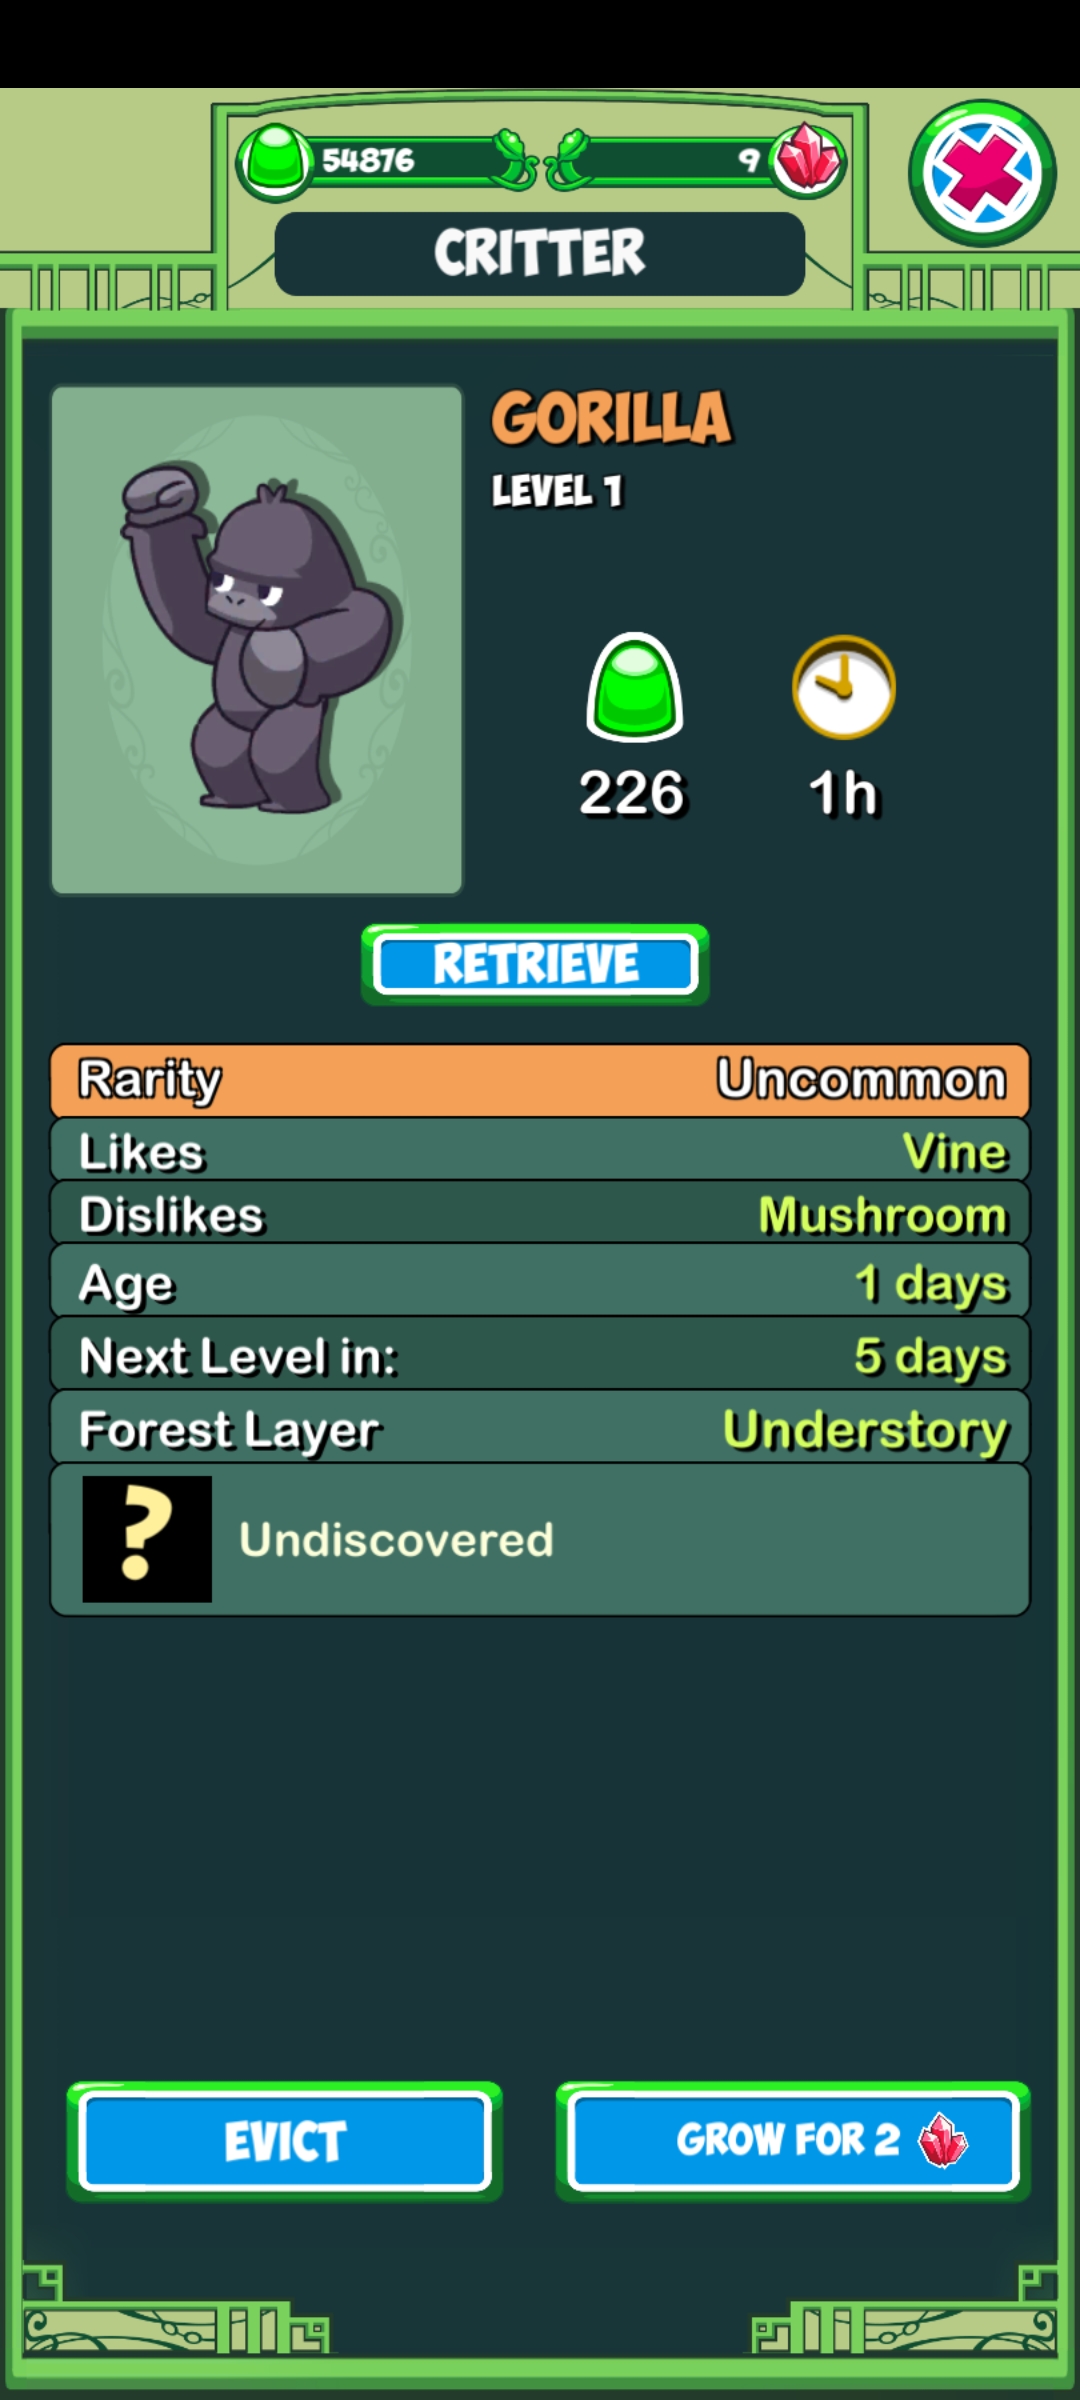 54876 9
CRITTER
GORILLA
LEVEL 1
226 1h
RETRIEVE
Rarity Uncommon
Likes Vine
Dislikes Mushroom
Age 1 days
Next Level in: 5 days
Forest Layer Understory
? Undiscovered
EVICT GROW FOR 2